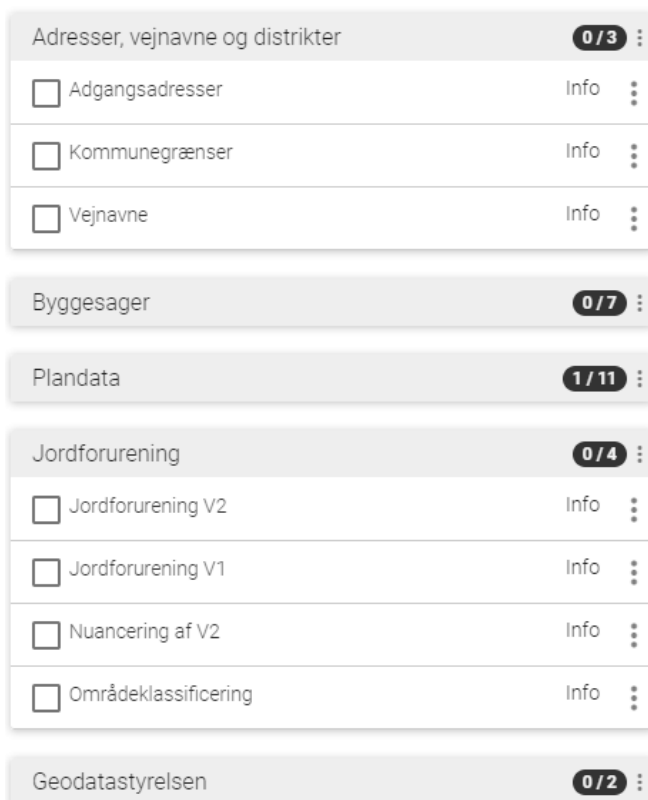 Adresser, vejnavne og distrikter 0/3
Adgangsadresser Info
Kommunegrænser Info
Vejnavne Info
Byggesager 0/7
Plandata 1/11
Jordforurening 0/4
Jordforurening V2 Info
Jordforurening V1 Info
Nuancering af V2 Info
Områdeklassificering Info
Geodatastyrelsen 0/2